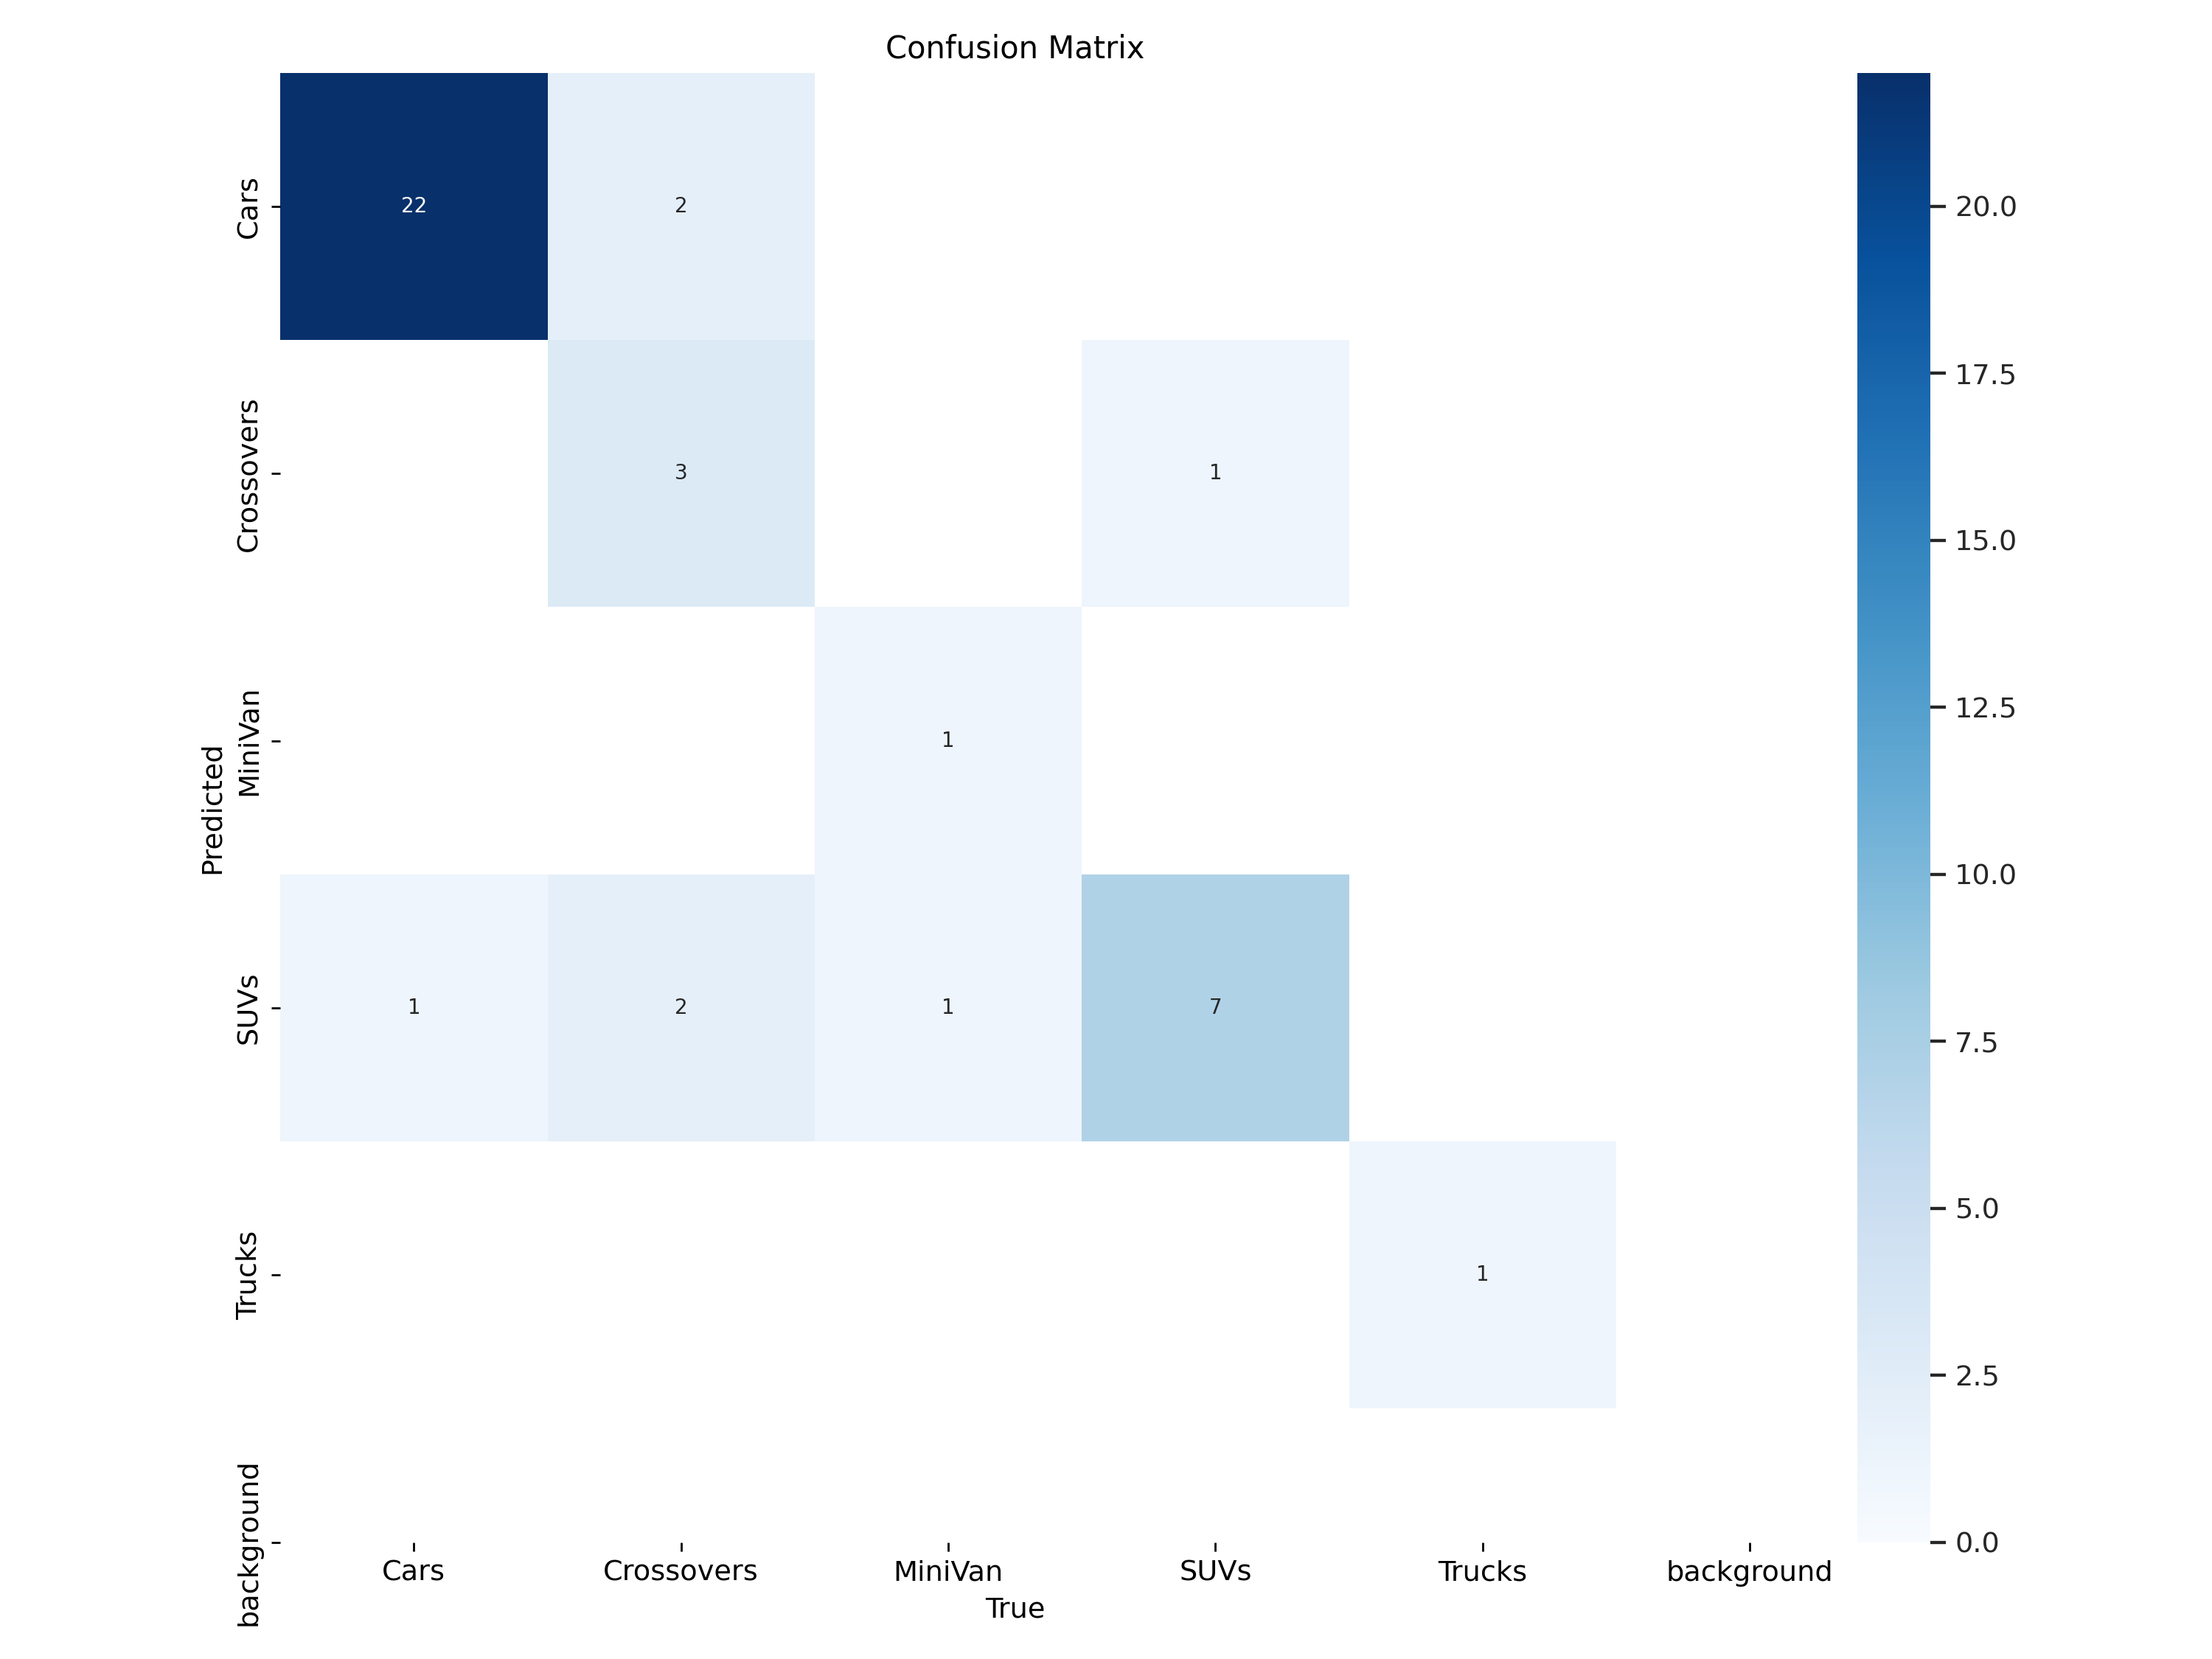 Confusion Matrix
Cars
22
2
20.0
17.5
Crossovers
3
1
15.0
12.5
MiniVan
1
Predicted
10.0
SUVs
1
2
1
7
7.5
5.0
Trucks
1
2.5
background
0.0
Cars
Crossovers
MiniVan
SUVs
Trucks
background
True